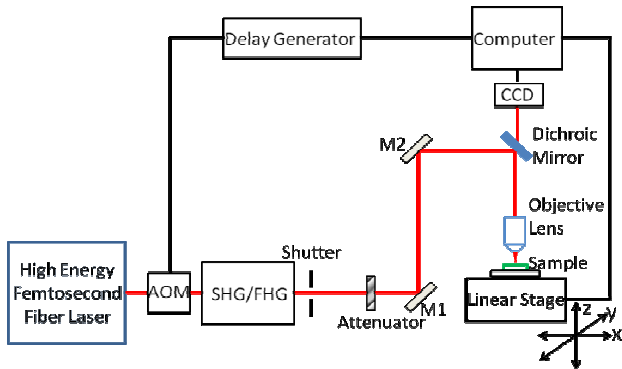 Delay Generator
Computer
CCD
M2
Dichroic
Mirror
Objective
Lens
Shutter
Sample
High Energy
Femtosecond
Fiber Laser
AOM
SHG/FHG
M1
Attenuator
Linear Stage
z
y
x